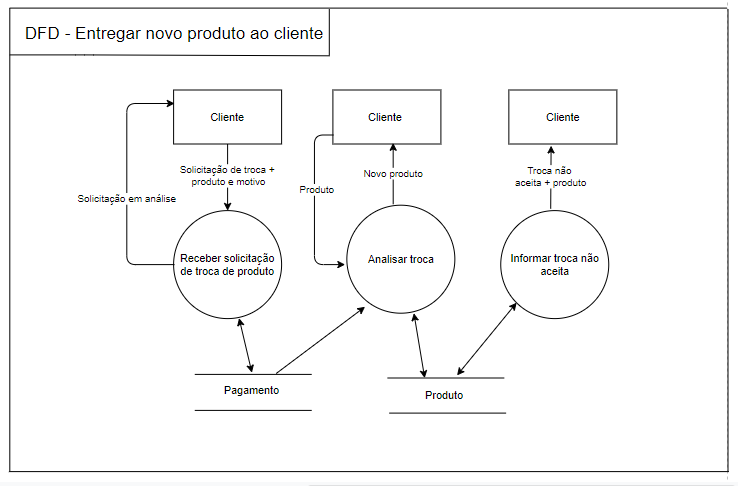 DFD - Entregar novo produto ao cliente
Cliente
Cliente
Cliente
Solicitação de troca +
produto e motivo
Solicitação em análise
Produto
Novo produto
Troca não
aceita + produto
Receber solicitação
de troca de produto
Analisar troca
Informar troca não
aceita
Pagamento
Produto